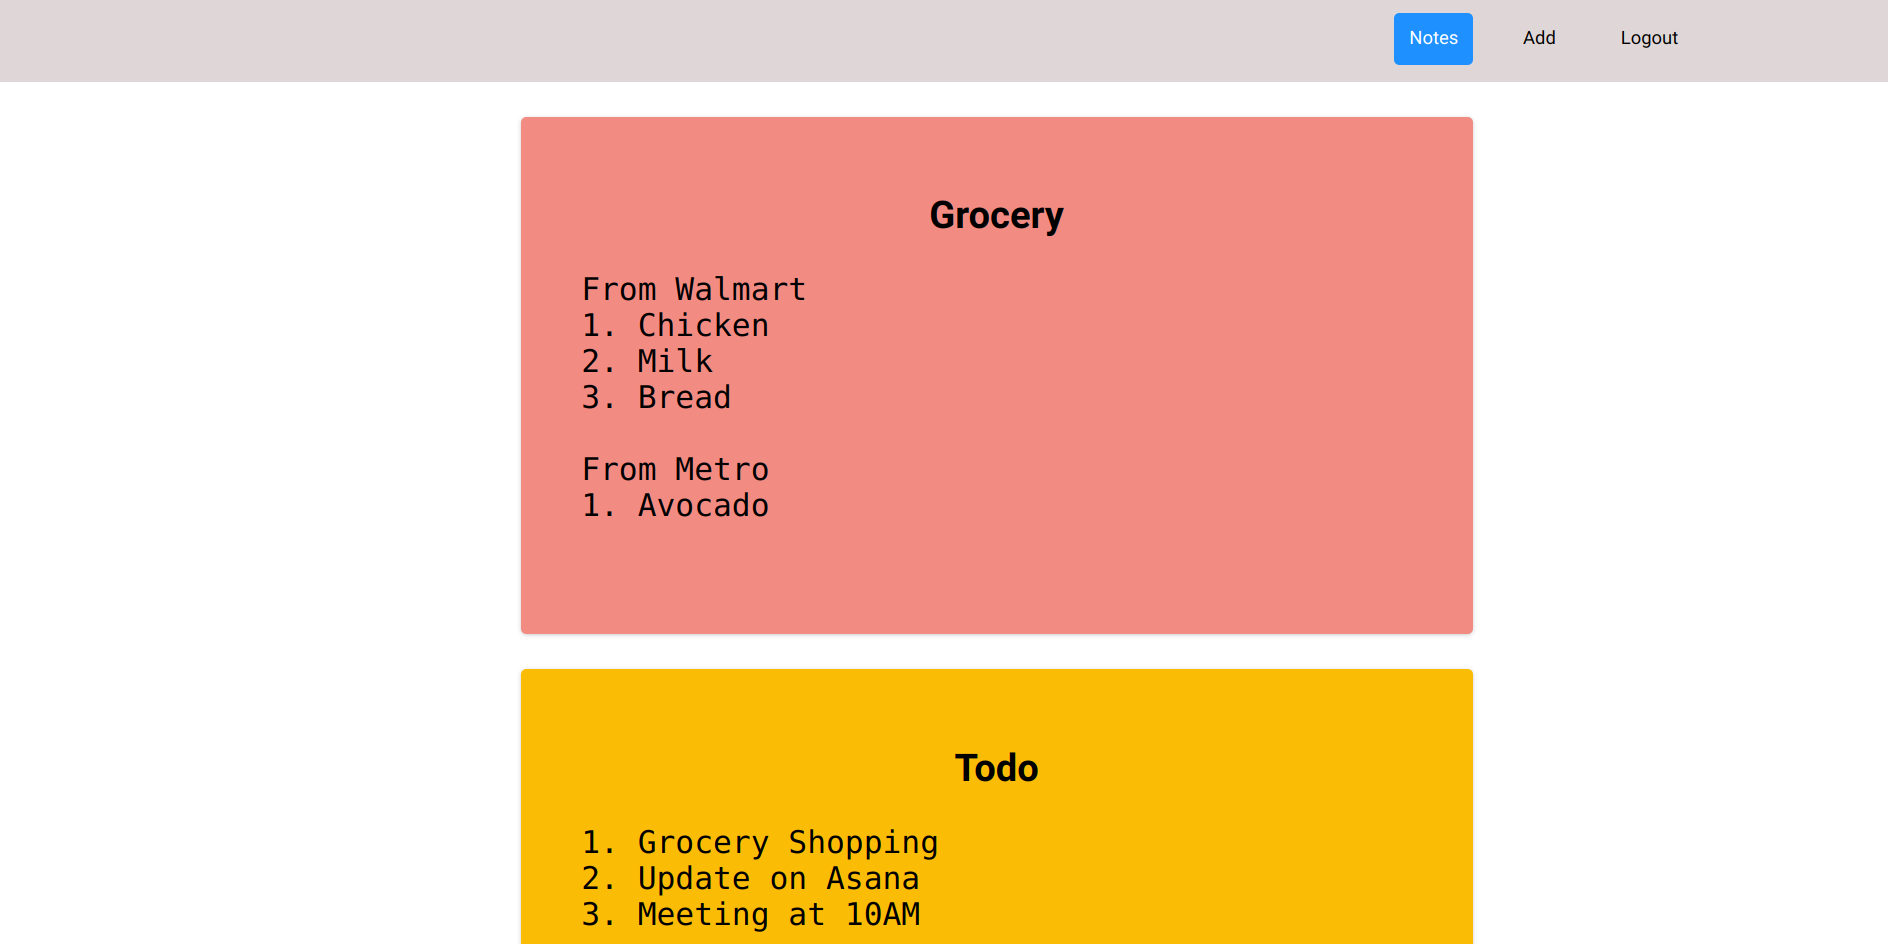 Notes Add Logout
Grocery
From Walmart
1. Chicken
2. Milk
3. Bread
From Metro
1. Avocado
Todo
1. Grocery Shopping
2. Update on Asana
3. Meeting at 10AM